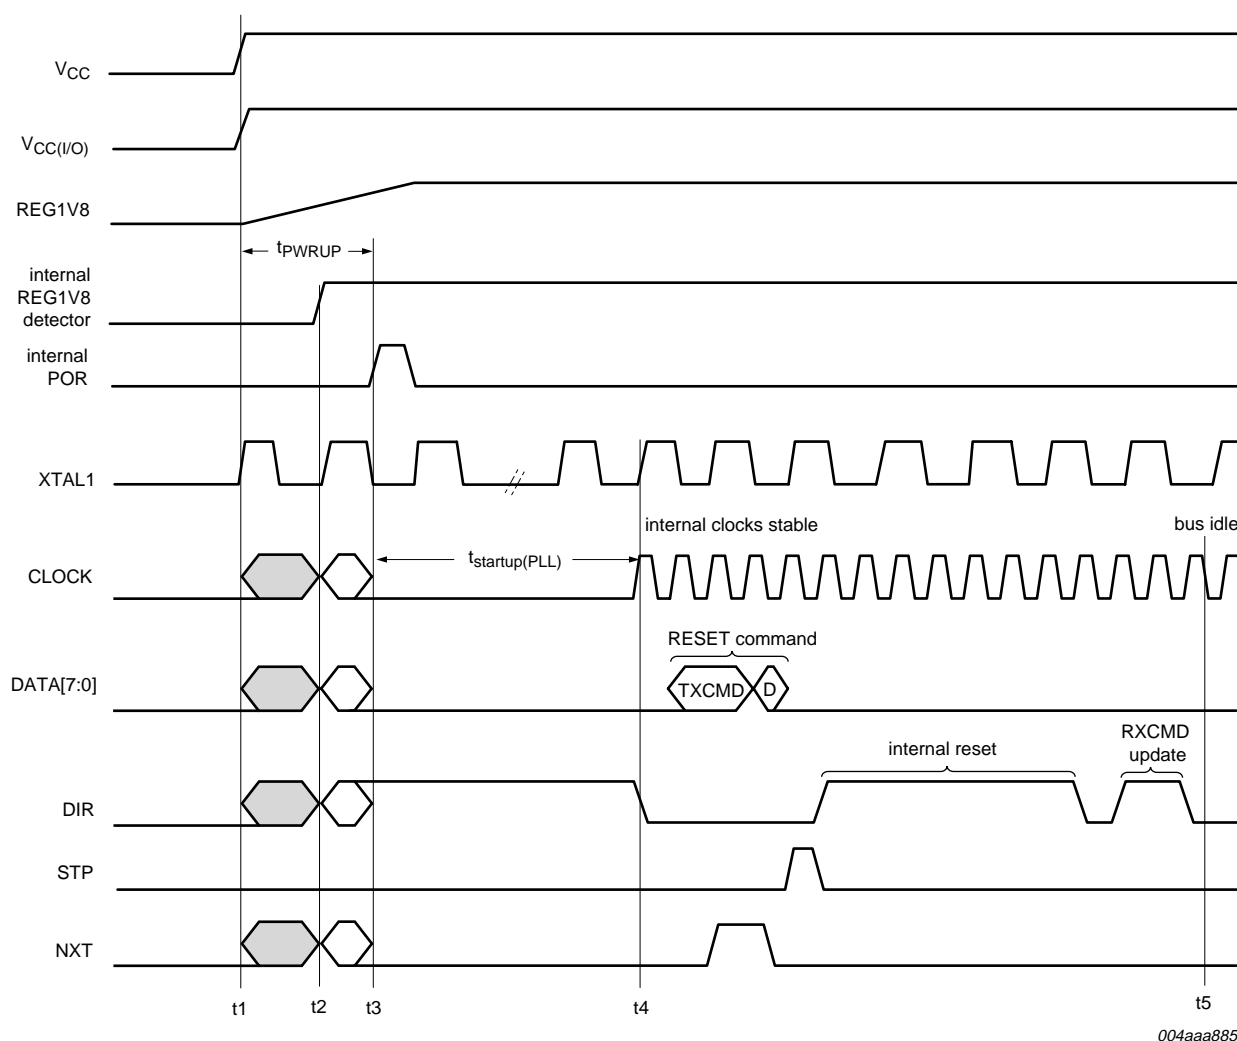 VCC
VCC(I/O)
REG1V8
tPWRUP
internal
REG1V8
detector
internal
POR
XTAL1
internal clocks stable
bus idle
tstartup(PLL)
CLOCK
RESET command
DATA[7:0]
TXCMD
D
RXCMD
update
internal reset
DIR
STP
NXT
t1
t2
t3
t4
t5
004aaa885